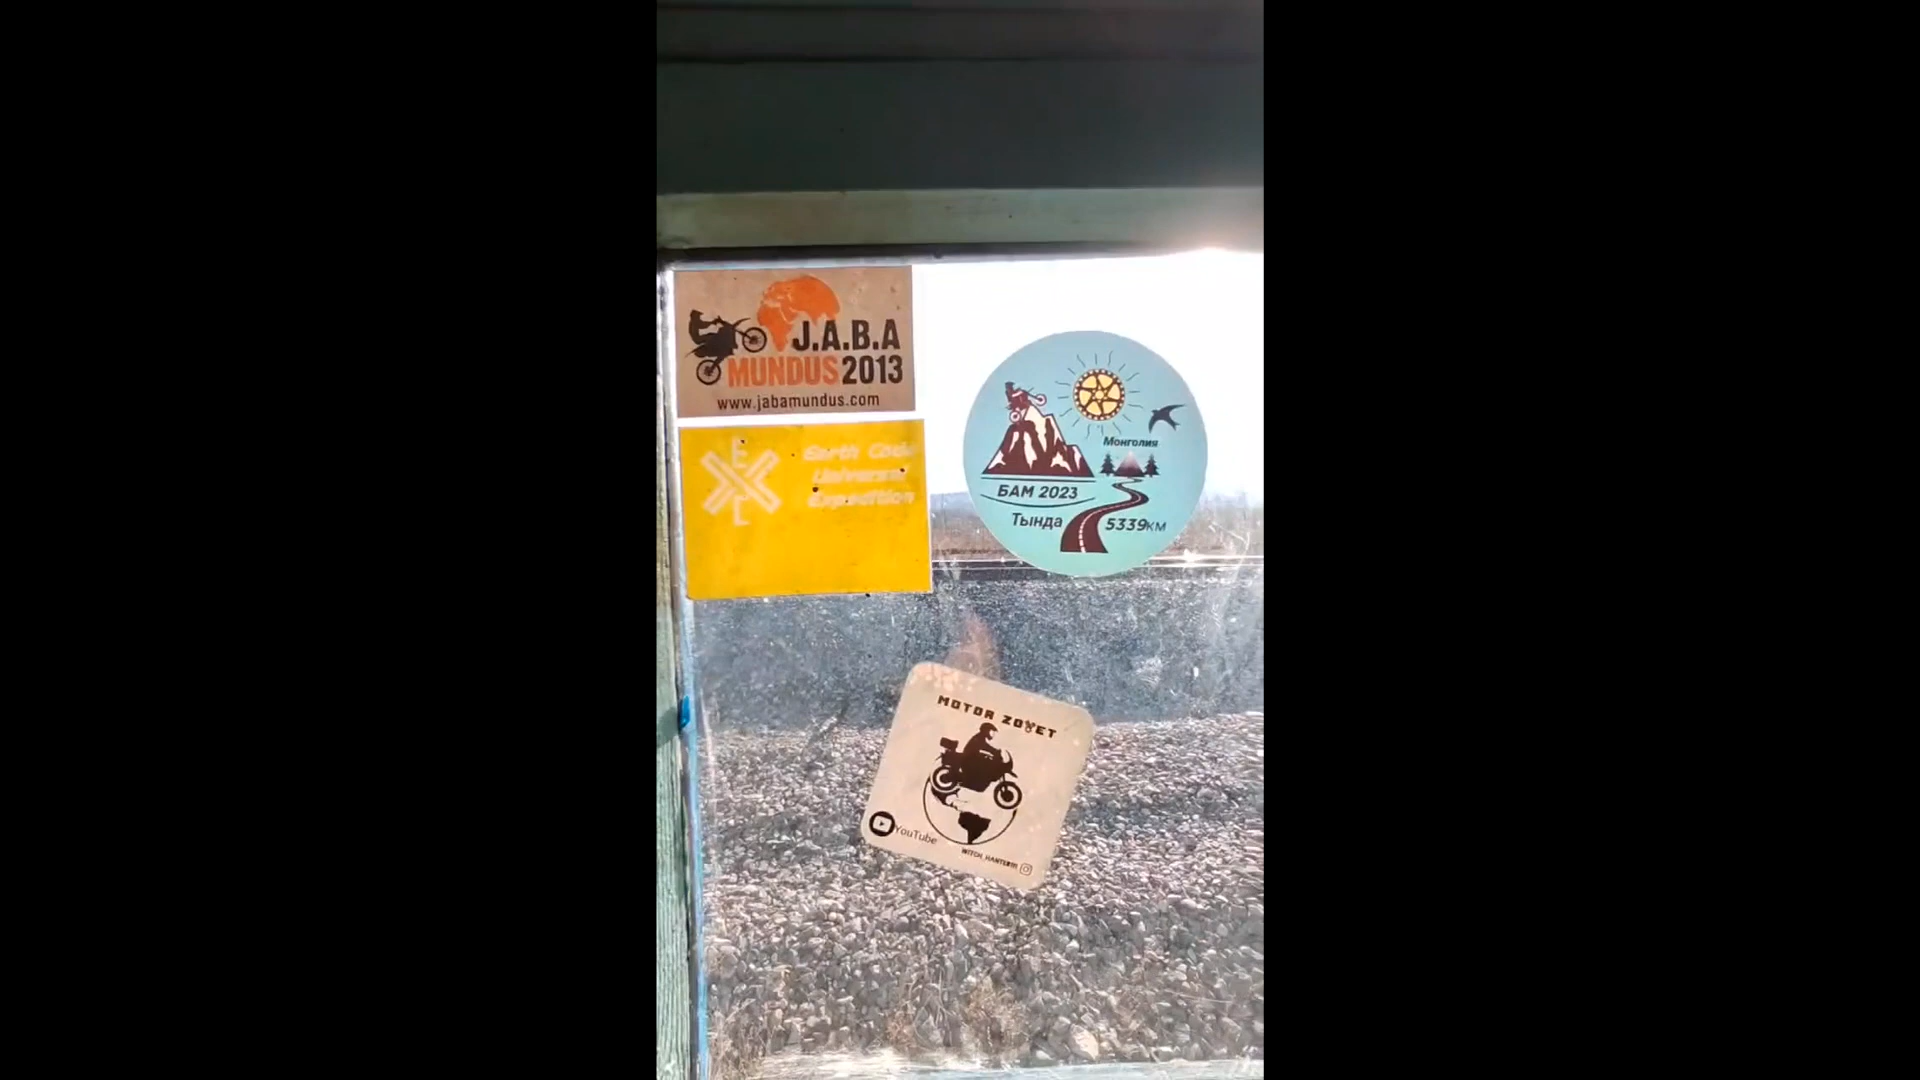 J.A.B.A
MUNDUS 2013
www.jabamundus.com
Earth Code
Universal
Expedition
Монголия
БАМ 2023
Тында
5339км
MOTOR ZOVET
YouTube